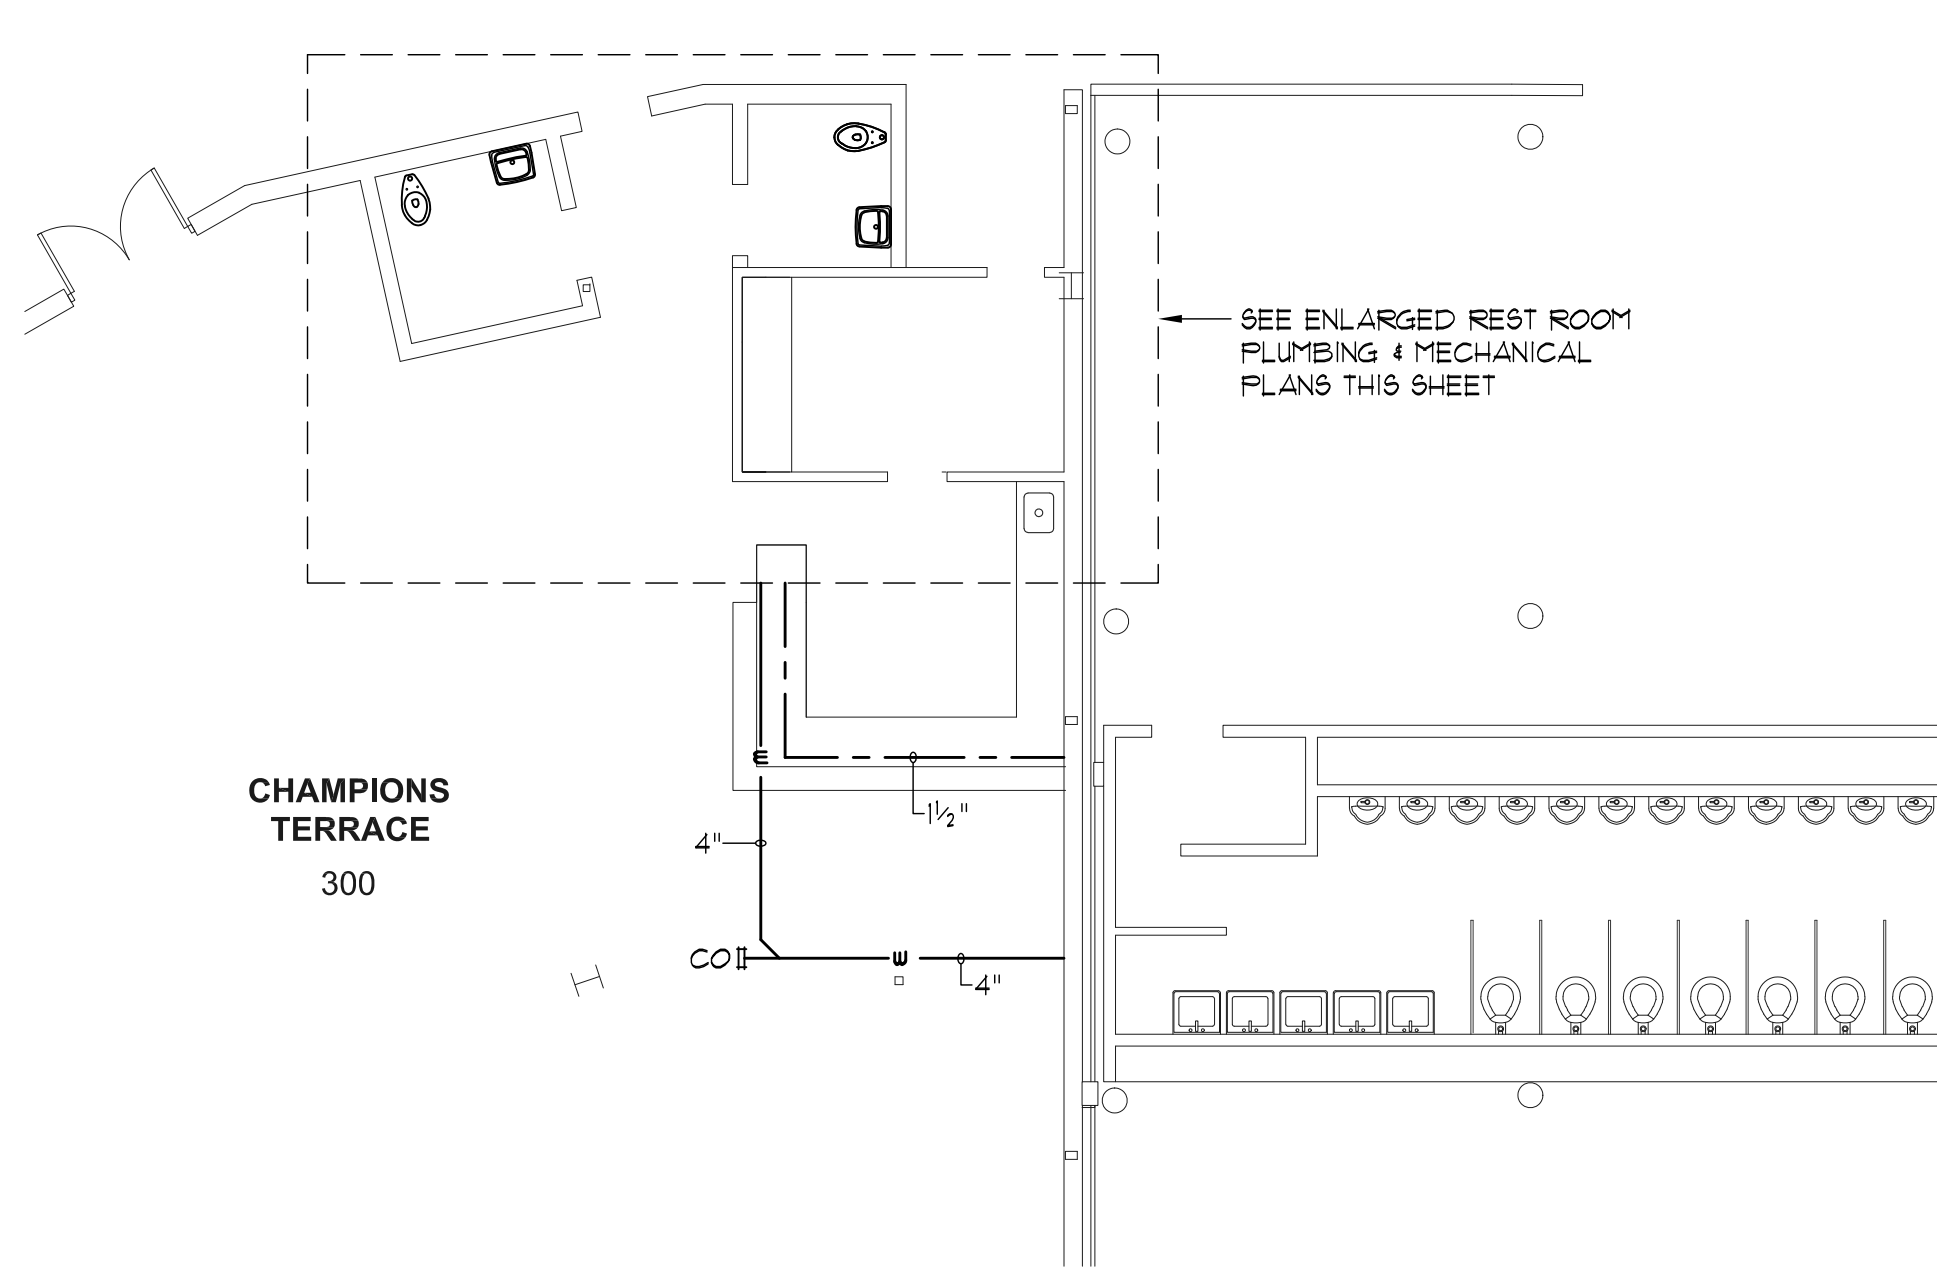 SEE ENLARGED REST ROOM
PLUMBING & MECHANICAL
PLANS THIS SHEET
CHAMPIONS
TERRACE
300
W
1½"
4"
CO
W
4"